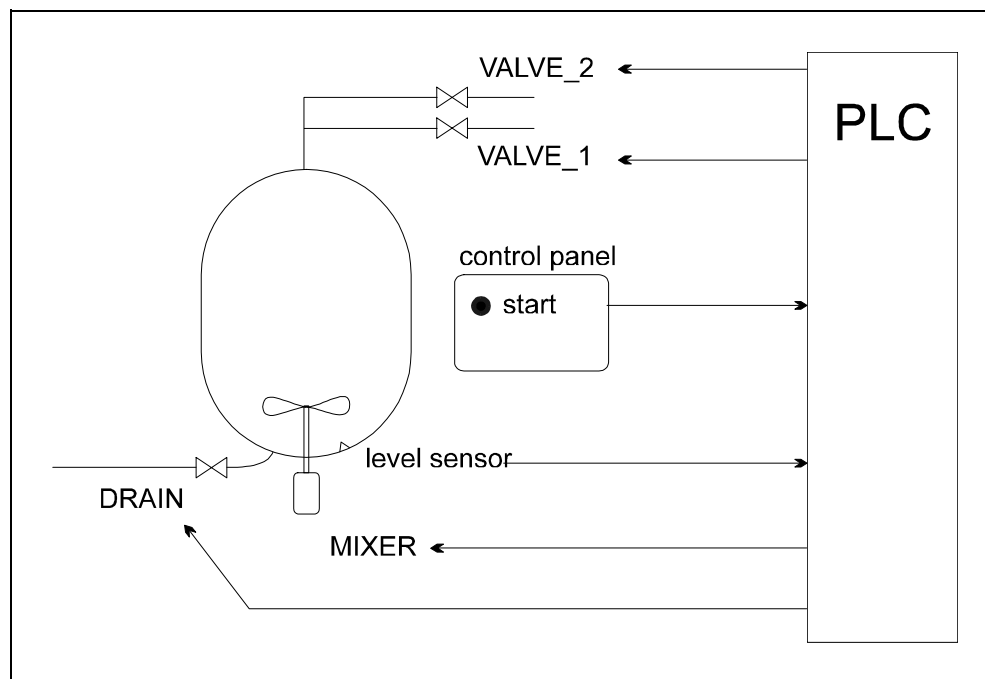 VALVE_2
PLC
VALVE_1
control panel
start
level sensor
DRAIN
MIXER